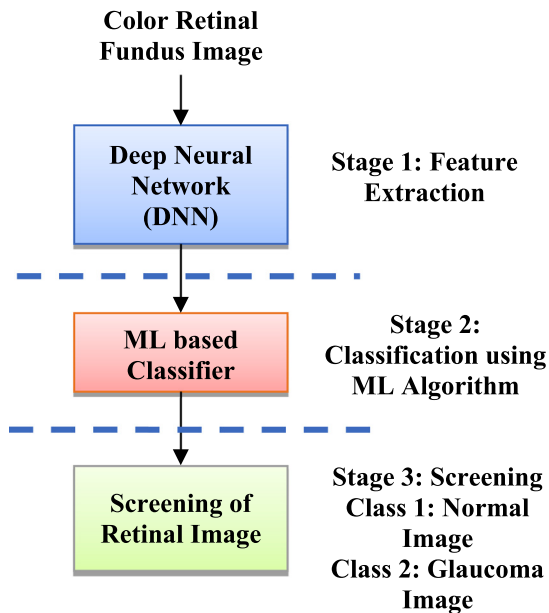 Color Retinal
Fundus Image
Deep Neural
Network
(DNN)
Stage 1: Feature
Extraction
ML based
Classifier
Stage 2:
Classification using
ML Algorithm
Screening of
Retinal Image
Stage 3: Screening
Class 1: Normal
Image
Class 2: Glaucoma
Image